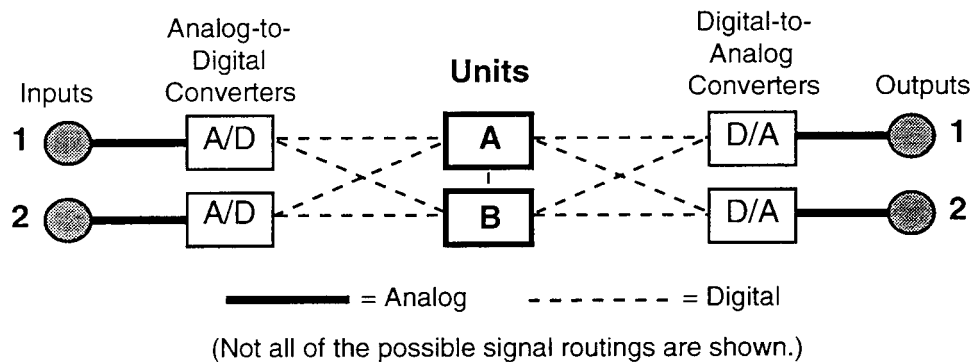 Analog-to-
Digital
Converters
Digital-to-
Analog
Converters
Units
Inputs
Outputs
1 A/D A D/A 1
2 A/D B D/A 2
= Analog = Digital
(Not all of the possible signal routings are shown.)